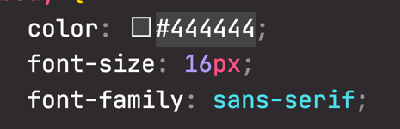 color: #444444;
font-size: 16px;
font-family: sans-serif;